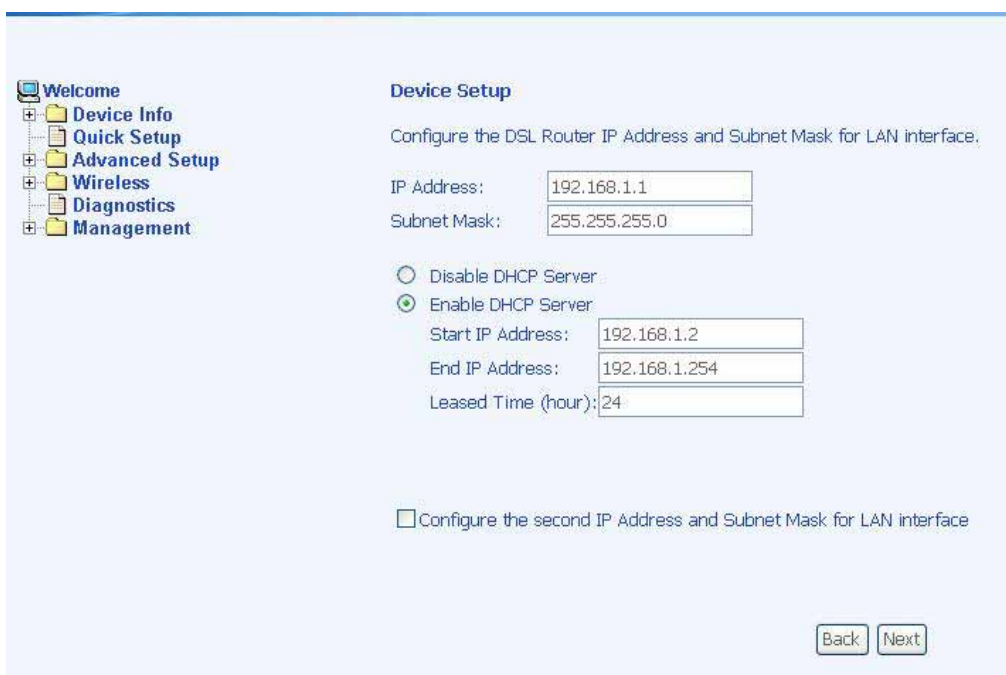 Welcome
Device Info
Quick Setup
Advanced Setup
Wireless
Diagnostics
Management
Device Setup
Configure the DSL Router IP Address and Subnet Mask for LAN interface.
IP Address: 192.168.1.1
Subnet Mask: 255.255.255.0
Disable DHCP Server
Enable DHCP Server
Start IP Address: 192.168.1.2
End IP Address: 192.168.1.254
Leased Time (hour): 24
Configure the second IP Address and Subnet Mask for LAN interface
Back Next